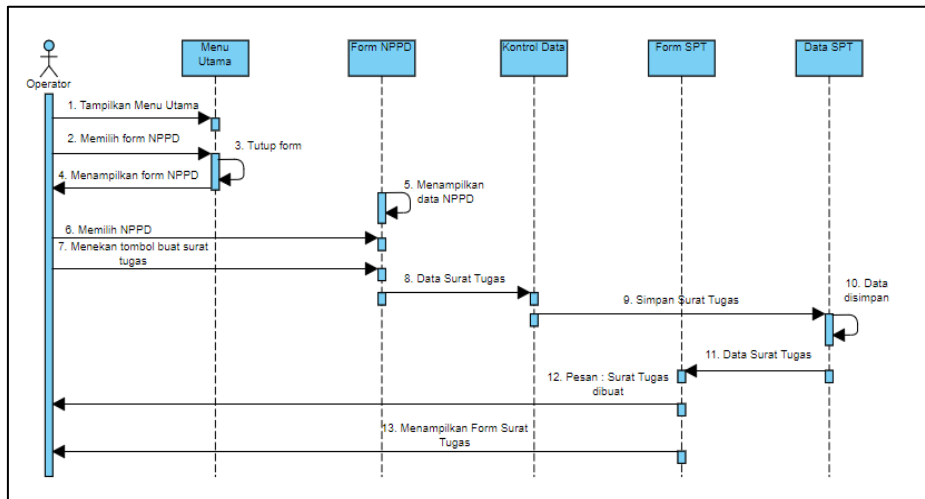 Menu
Utama
Form NPPD
Kontrol Data
Form SPT
Data SPT
Operator
1. Tampilkan Menu Utama
2. Memilih form NPPD
3. Tutup form
4. Menampilkan form NPPD
5. Menampilkan
data NPPD
6. Memilih NPPD
7. Menekan tombol buat surat
tugas
8. Data Surat Tugas
9. Simpan Surat Tugas
10. Data
disimpan
11. Data Surat Tugas
12. Pesan : Surat Tugas
dibuat
13. Menampilkan Form Surat
Tugas